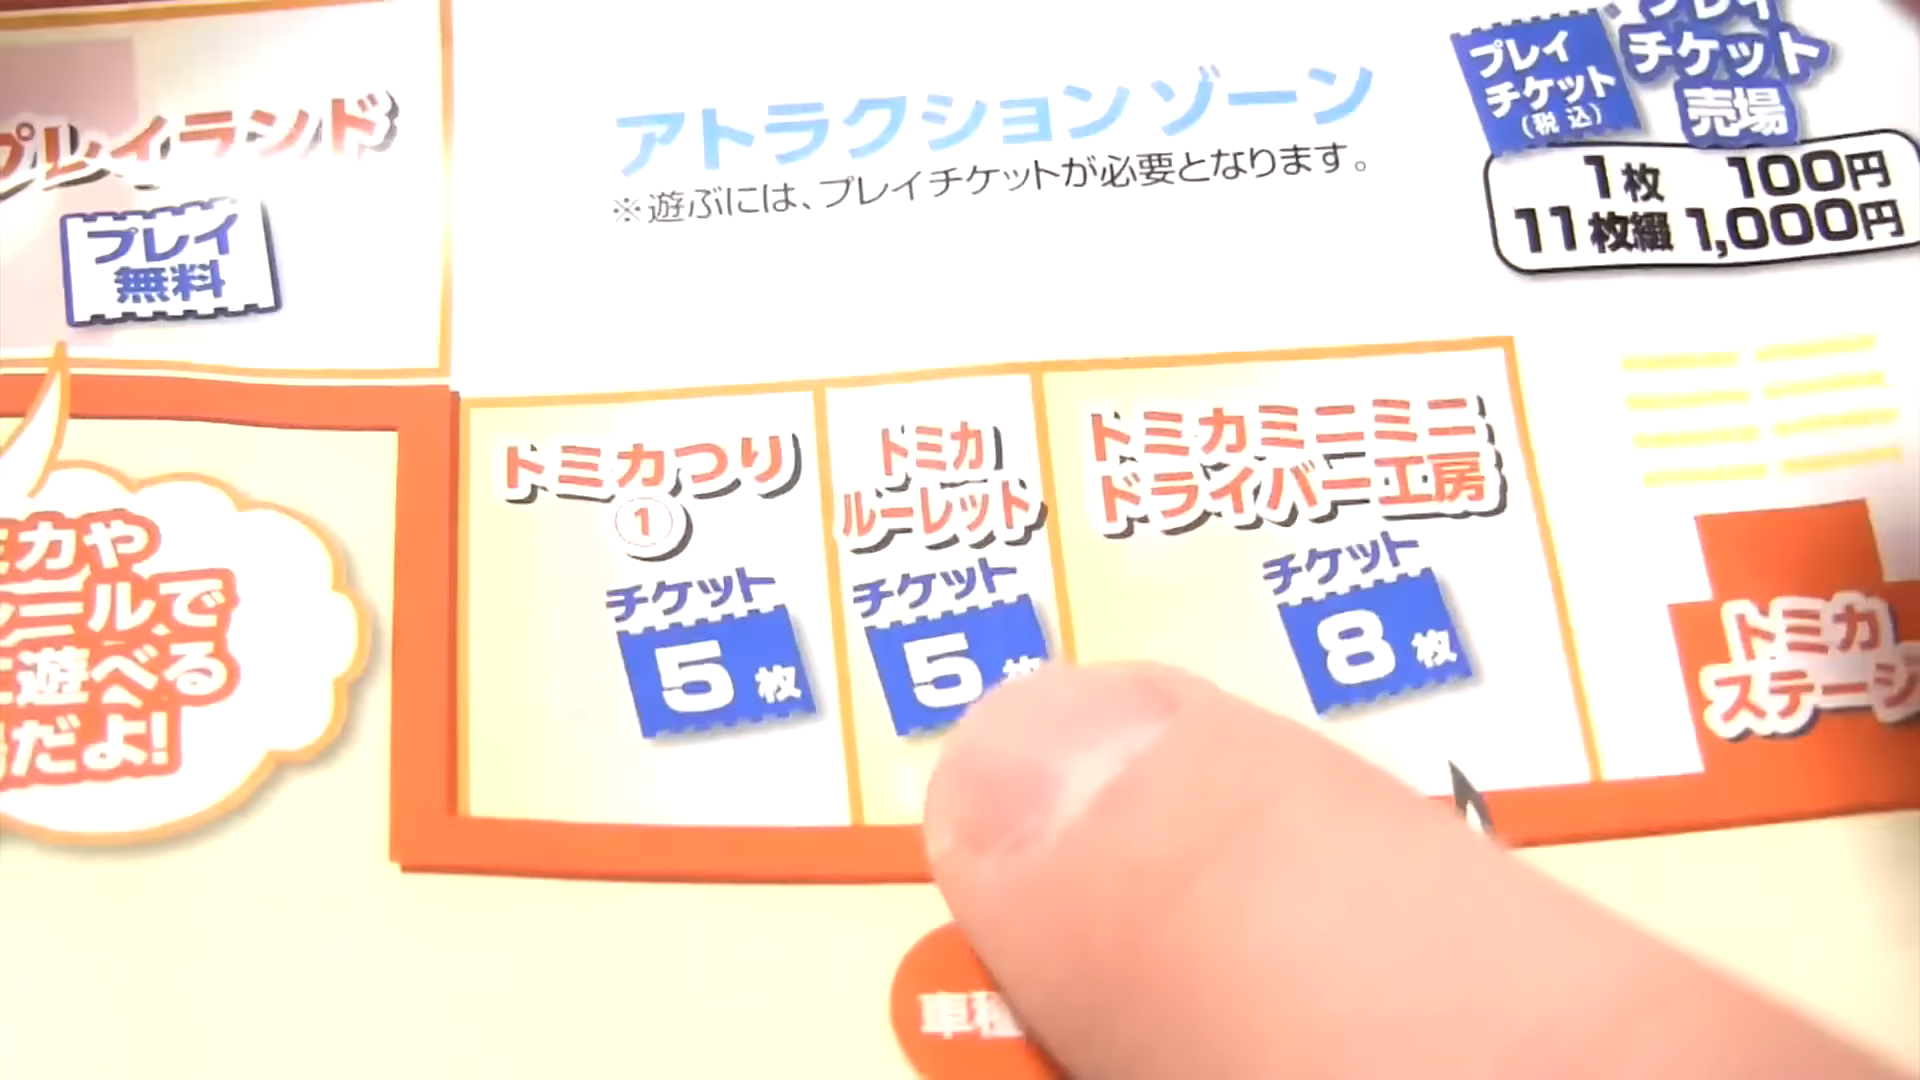 プレイランド
プレイ
無料
アトラクションゾーン
※遊ぶには、プレイチケットが必要となります。
プレイ
チケット
(税込)
プレイ
チケット
売場
1枚 100円
11枚綴 1,000円
トミカつり
①
チケット
5枚
トミカ
ルーレット
チケット
5枚
トミカミニミニ
ドライバー工房
チケット
8枚
トミカ
ステージ
ミカや
レールで
に遊べる
だよ!
車種